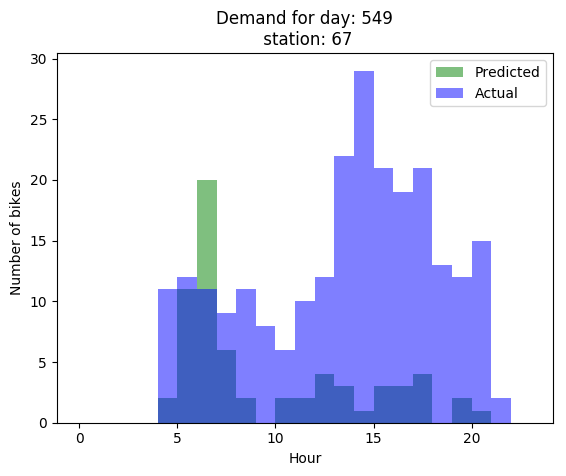 Demand for day: 549
station: 67
Predicted
Actual
Number of bikes
30
25
20
15
10
5
0
0
5
10
15
20
Hour